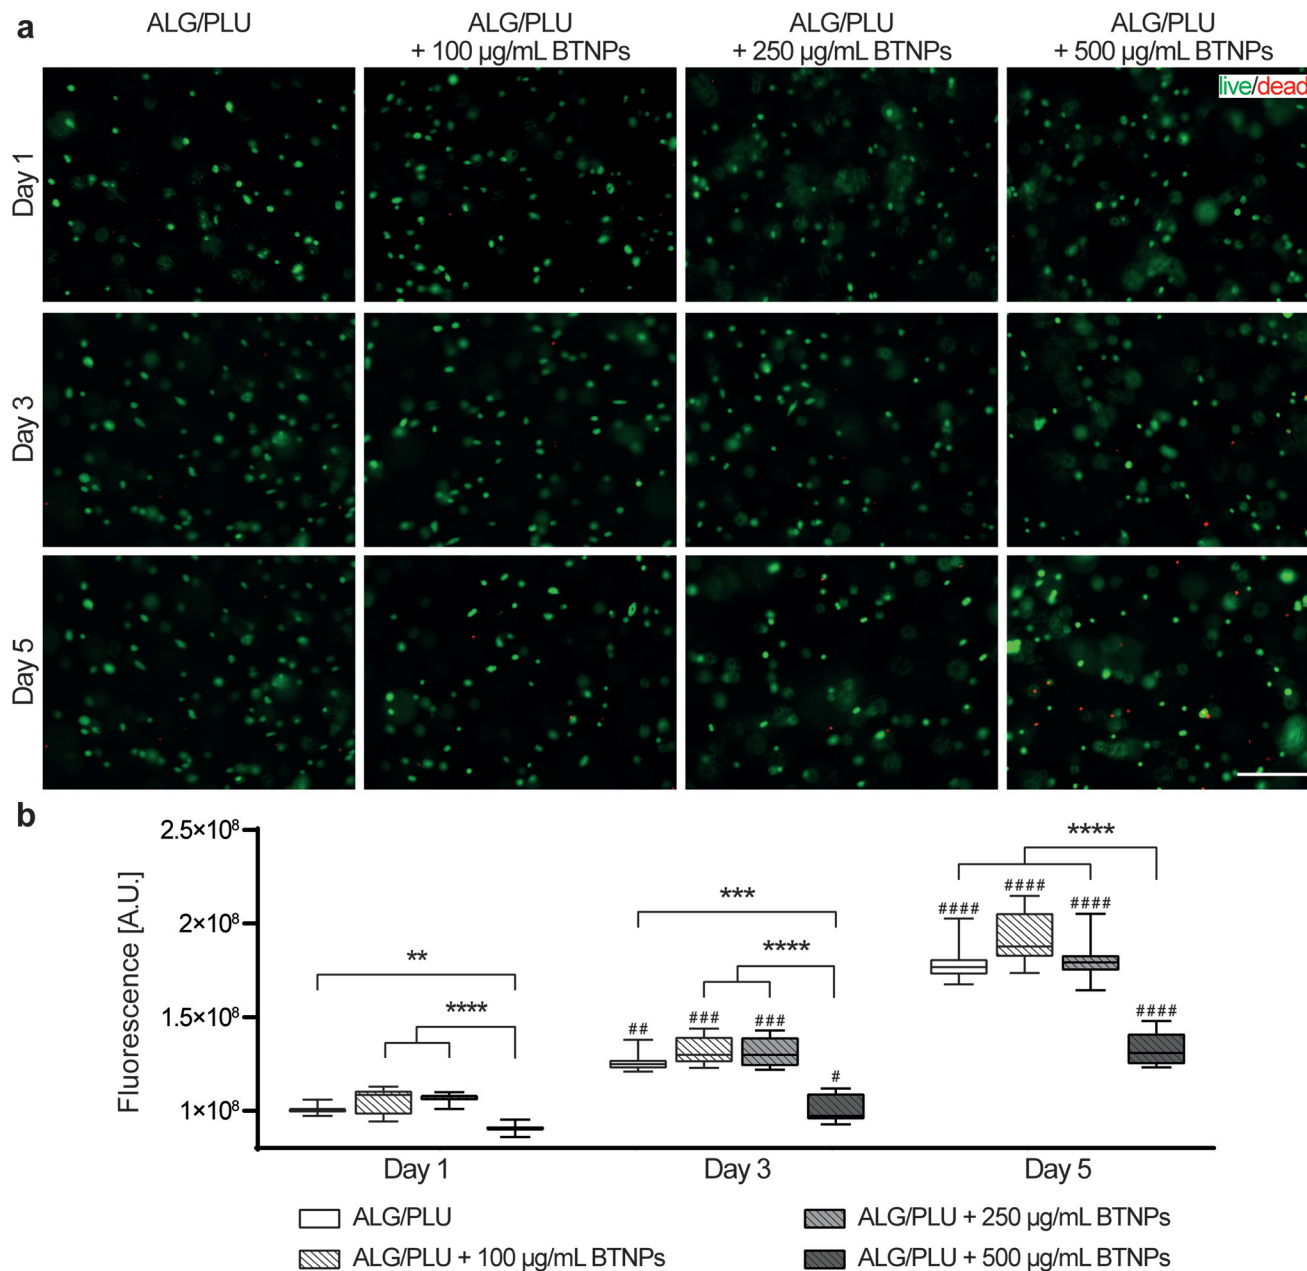 a
ALG/PLU
ALG/PLU
+ 100 µg/mL BTNPs
ALG/PLU
+ 250 µg/mL BTNPs
ALG/PLU
+ 500 µg/mL BTNPs
live/dead
Day 1
Day 3
Day 5
b
Fluorescence [A.U.]
2.5×10⁸
2×10⁸
1.5×10⁸
1×10⁸
**
****
##
###
###
#
***
****
####
####
####
####
****
Day 1
Day 3
Day 5
ALG/PLU
ALG/PLU + 100 µg/mL BTNPs
ALG/PLU + 250 µg/mL BTNPs
ALG/PLU + 500 µg/mL BTNPs